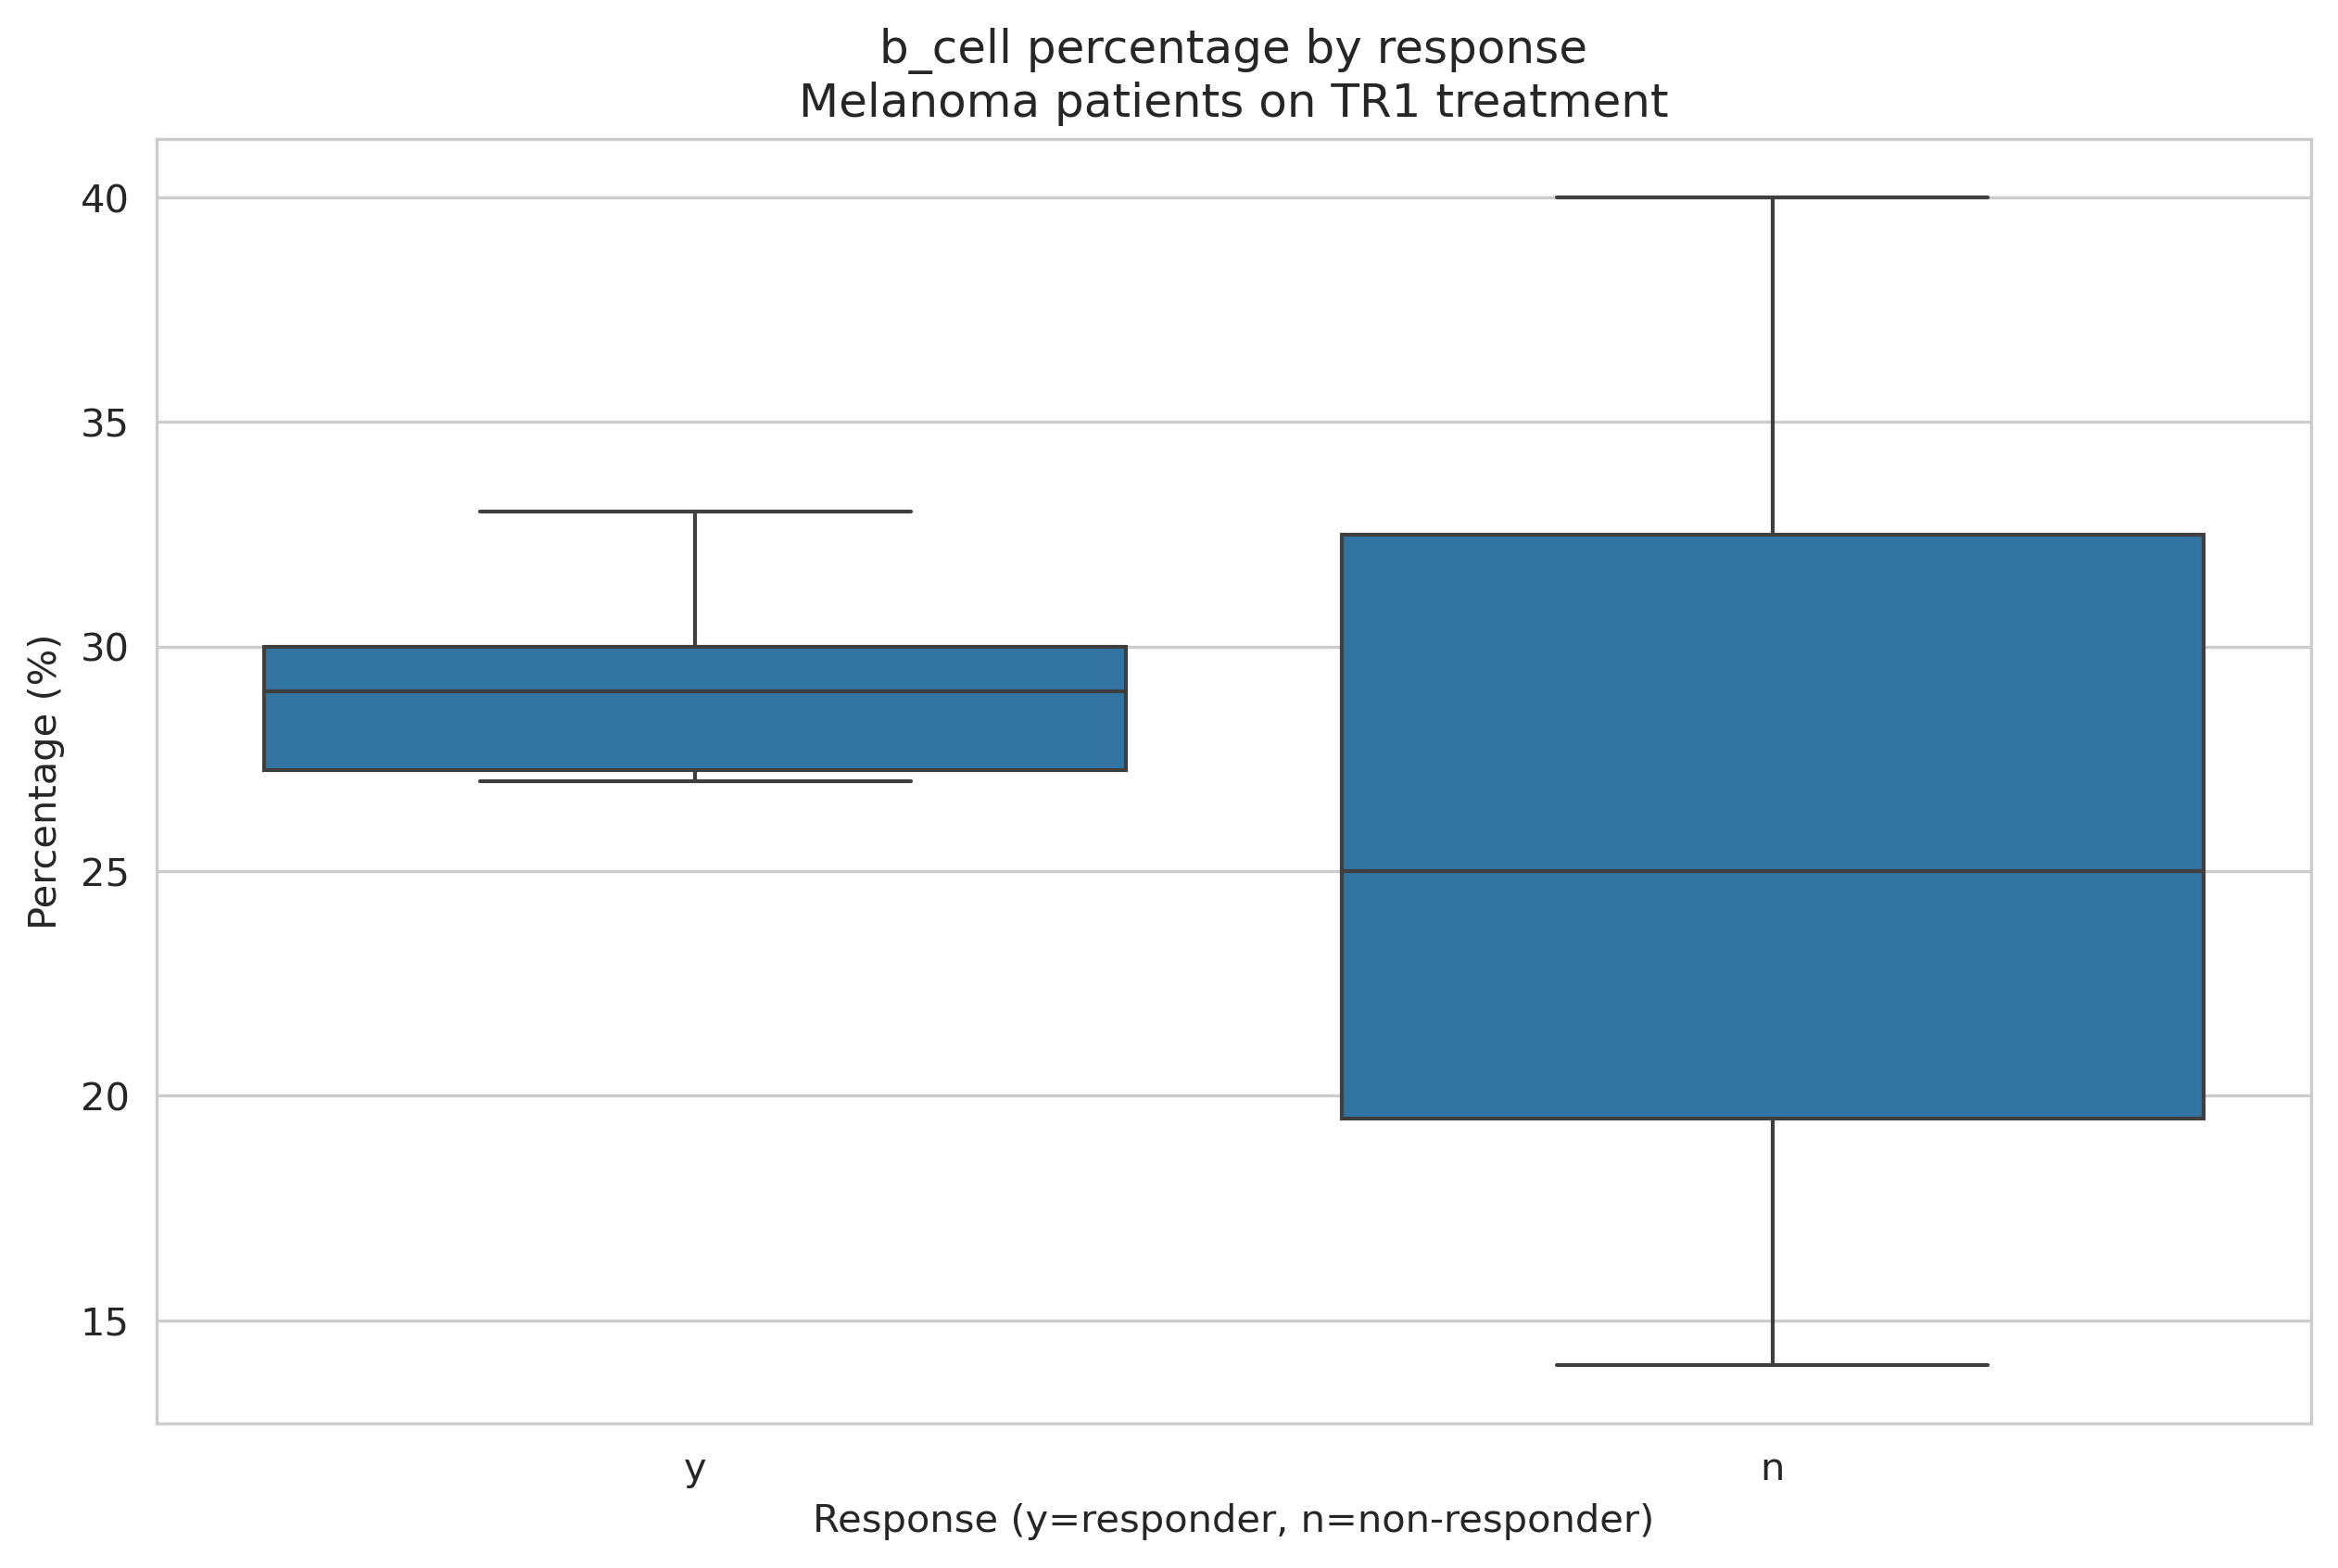 b_cell percentage by response
Melanoma patients on TR1 treatment
Percentage (%)
40
35
30
25
20
15
y
n
Response (y=responder, n=non-responder)